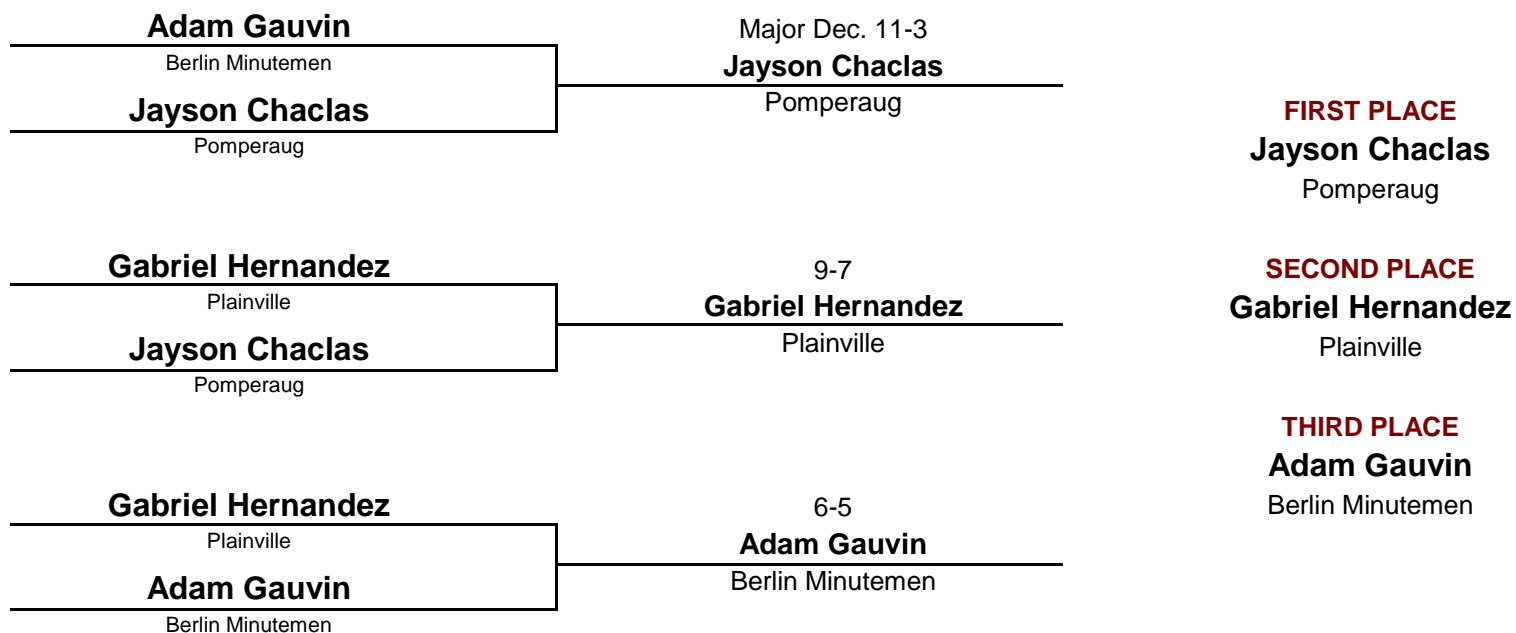 Adam Gauvin
Berlin Minutemen
Jayson Chaclas
Pomperaug
Major Dec. 11-3
Jayson Chaclas
Pomperaug
Gabriel Hernandez
Plainville
Jayson Chaclas
Pomperaug
9-7
Gabriel Hernandez
Plainville
Gabriel Hernandez
Plainville
Adam Gauvin
Berlin Minutemen
6-5
Adam Gauvin
Berlin Minutemen
FIRST PLACE
Jayson Chaclas
Pomperaug
SECOND PLACE
Gabriel Hernandez
Plainville
THIRD PLACE
Adam Gauvin
Berlin Minutemen